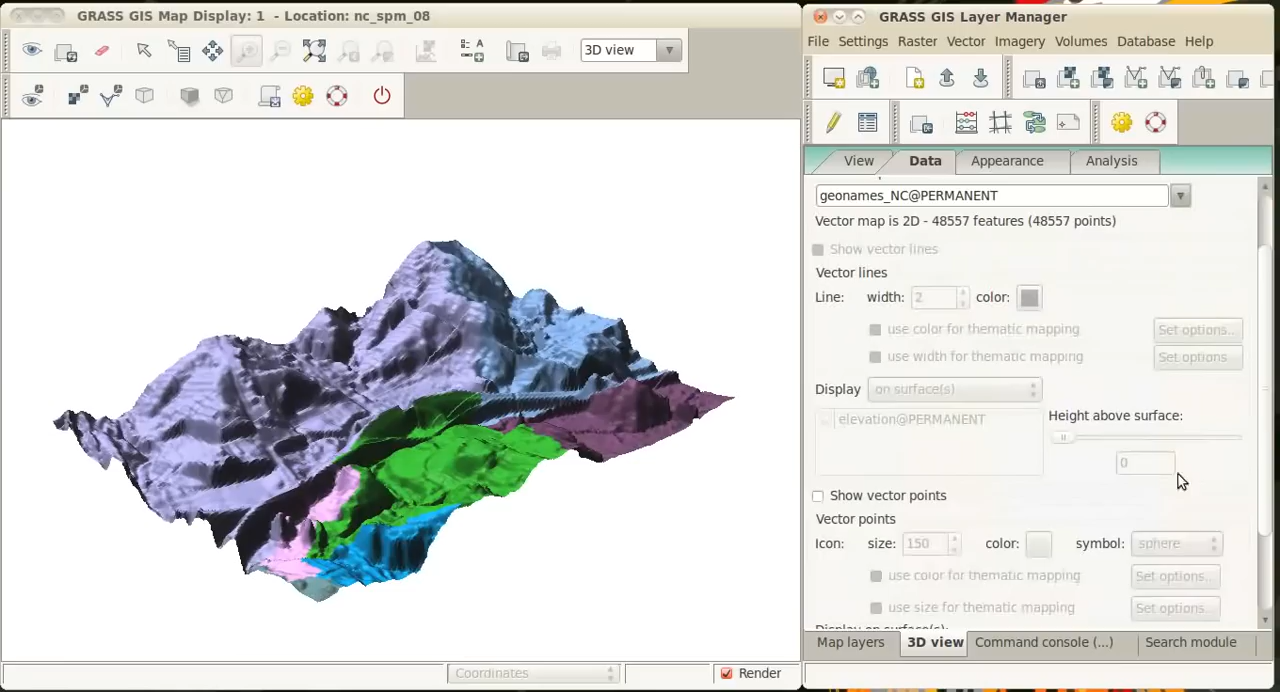 GRASS GIS Map Display: 1 - Location: nc_spm_08
3D view
Coordinates
Render
GRASS GIS Layer Manager
File Settings Raster Vector Imagery Volumes Database Help
View Data Appearance Analysis
geonames_NC@PERMANENT
Vector map is 2D - 48557 features (48557 points)
Show vector lines
Vector lines
Line: width: 2 color:
use color for thematic mapping Set options...
use width for thematic mapping Set options...
Display on surface(s)
Height above surface:
elevation@PERMANENT
0
Show vector points
Vector points
Icon: size: 150 color: symbol: sphere
use color for thematic mapping Set options...
use size for thematic mapping Set options...
Display on surface(s):
Map layers 3D view Command console (...) Search module